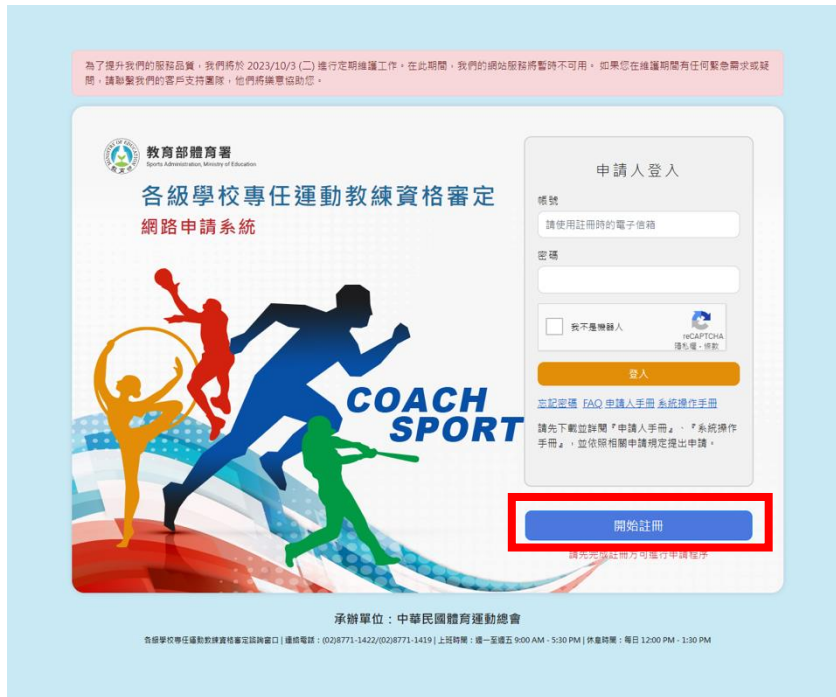 為了提升我們的服務品質，我們將於 2023/10/3 (二) 進行定期維護工作。在此期間，我們的網站服務將暫時不可用。 如果您在維護期間有任何緊急需求或疑
問，請聯繫我們的客戶支持團隊，他們將樂意協助您。
教育部體育署
Sports Administration, Ministry of Education
各級學校專任運動教練資格審定
網路申請系統
COACH
SPORT
申請人登入
帳號
請使用註冊時的電子信箱
密碼
我不是機器人
reCAPTCHA
隱私權 - 條款
登入
忘記密碼 FAQ 申請人手冊 系統操作手冊
請先下載並詳閱『申請人手冊』、『系統操作
手冊』，並依照相關申請規定提出申請。
開始註冊
請先完成註冊方可進行申請程序
承辦單位：中華民國體育運動總會
各級學校專任運動教練資格審定諮詢窗口 | 連絡電話：(02)8771-1422/(02)8771-1419 | 上班時間：週一至週五 9:00 AM - 5:30 PM | 休息時間：每日 12:00 PM - 1:30 PM